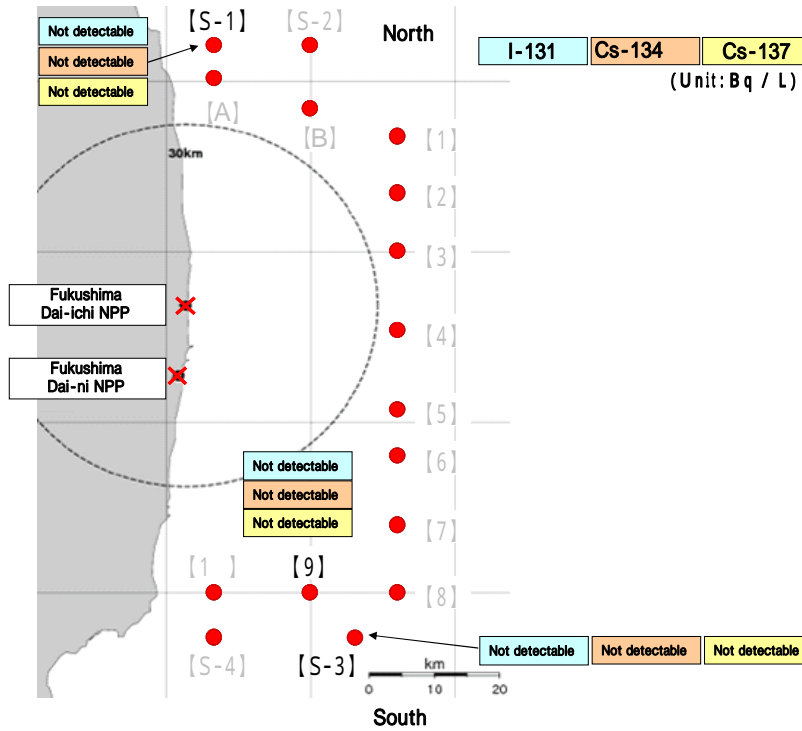 【S-1】
【S-2】
North
Not detectable
Not detectable
Not detectable
I-131
Cs-134
Cs-137
(Unit: Bq / L)
【A】
【B】
【1】
30km
【2】
【3】
Fukushima
Dai-ichi NPP
【4】
Fukushima
Dai-ni NPP
【5】
【6】
Not detectable
Not detectable
Not detectable
【7】
【1 】
【9】
【8】
【S-4】
【S-3】
Not detectable
Not detectable
Not detectable
km
0 10 20
South